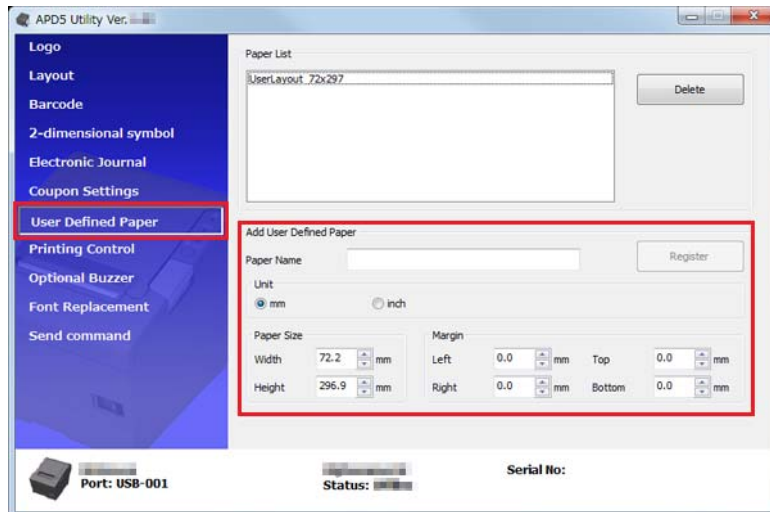 APD5 Utility Ver.
Logo
Layout
Barcode
2-dimensional symbol
Electronic Journal
Coupon Settings
User Defined Paper
Printing Control
Optional Buzzer
Font Replacement
Send command
Paper List
UserLayout 72x297
Delete
Add User Defined Paper
Paper Name
Register
Unit
mm inch
Paper Size Margin
Width 72.2 mm Left 0.0 mm Top 0.0 mm
Height 296.9 mm Right 0.0 mm Bottom 0.0 mm
Port: USB-001
Status:
Serial No: